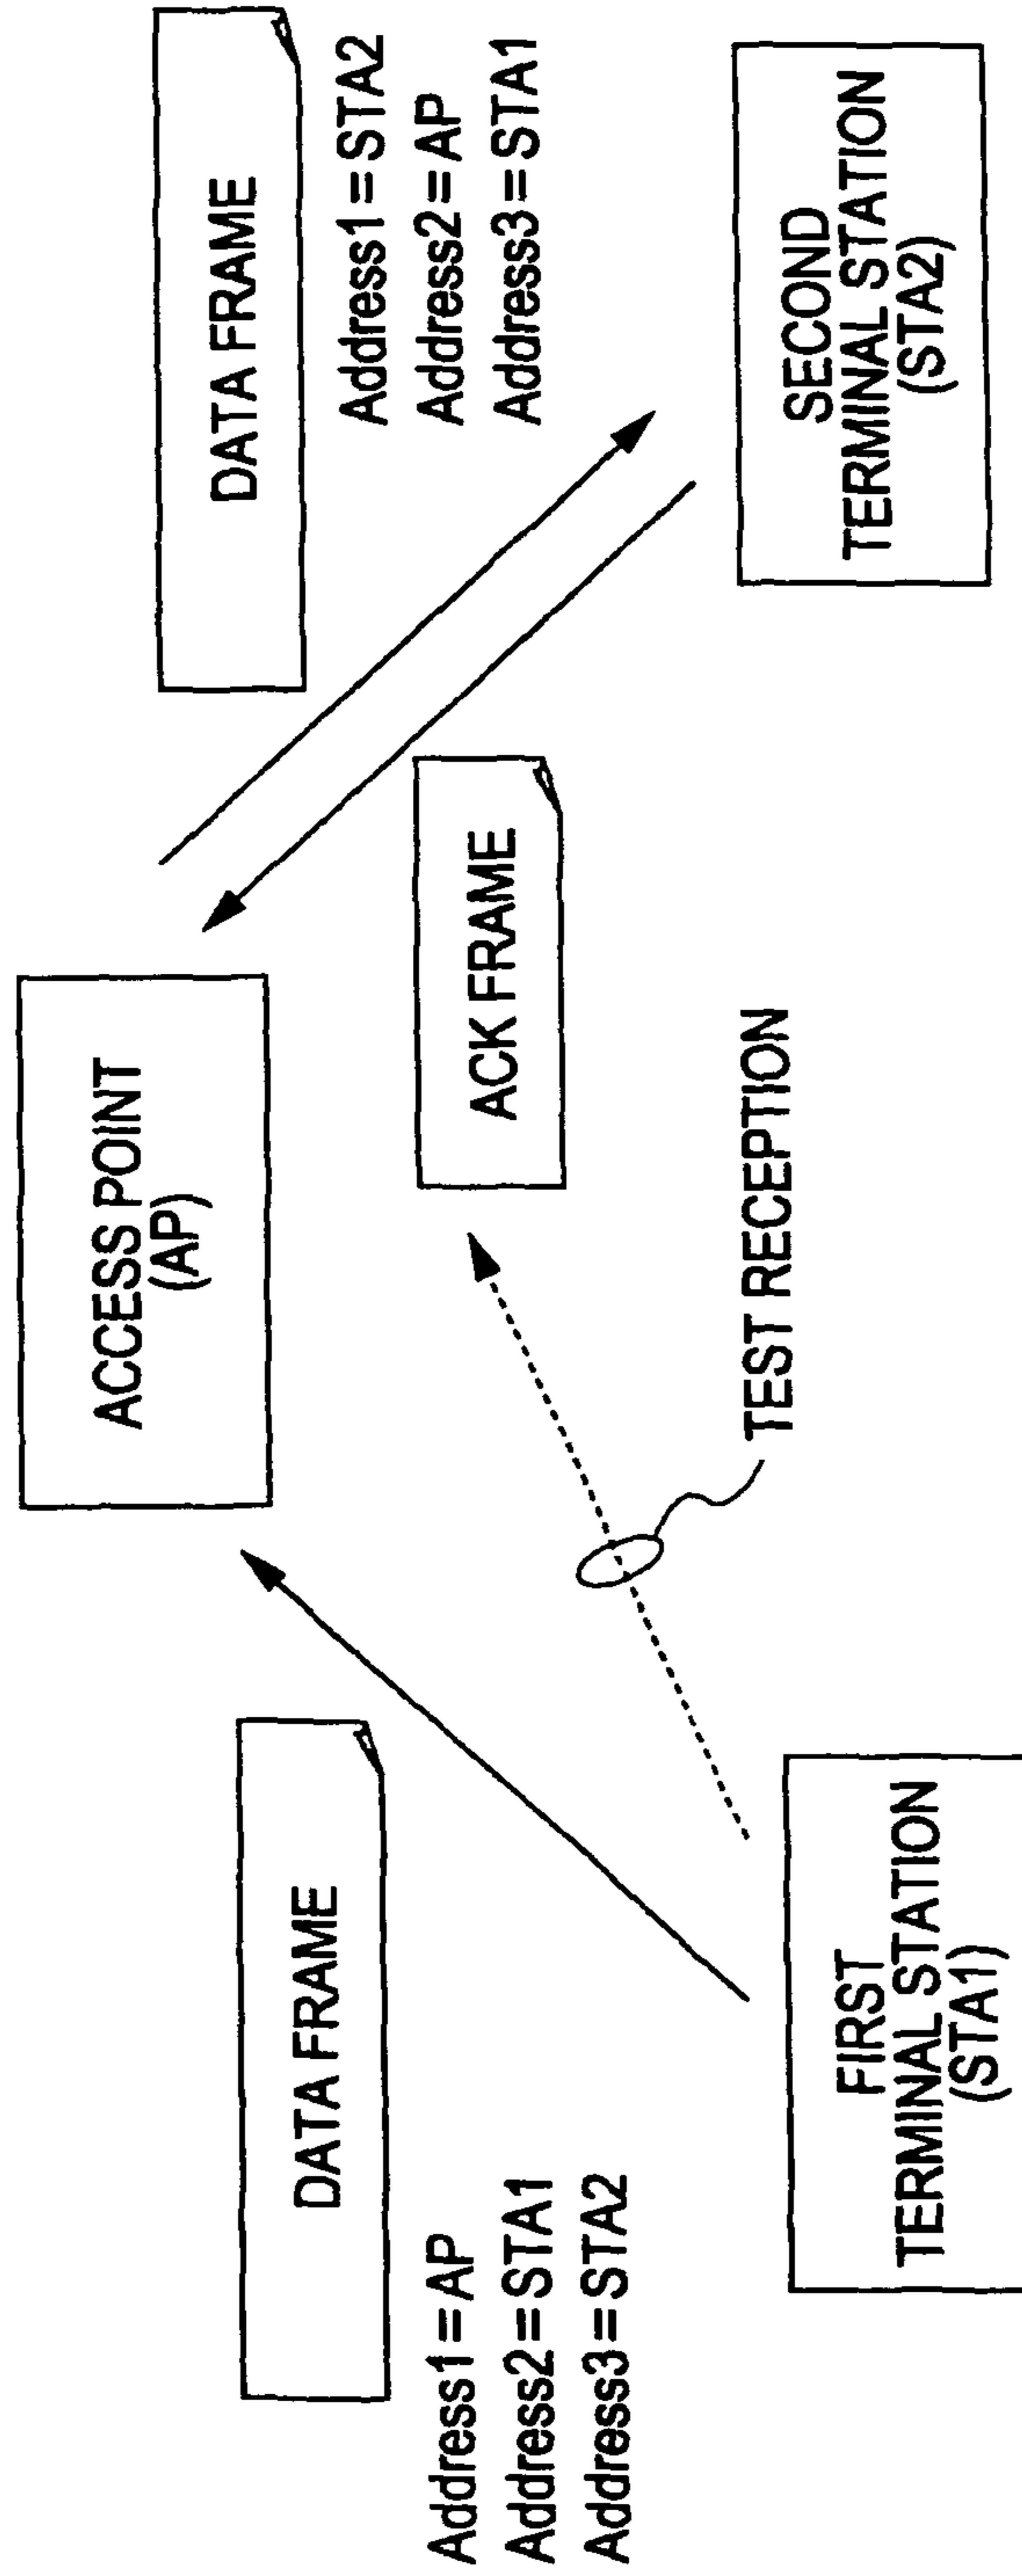 ACCESS POINT
(AP)
DATA FRAME
Address1=AP
Address2=STA1
Address3=STA2
DATA FRAME
Address1=STA2
Address2=AP
Address3=STA1
ACK FRAME
TEST RECEPTION
FIRST
TERMINAL STATION
(STA1)
SECOND
TERMINAL STATION
(STA2)